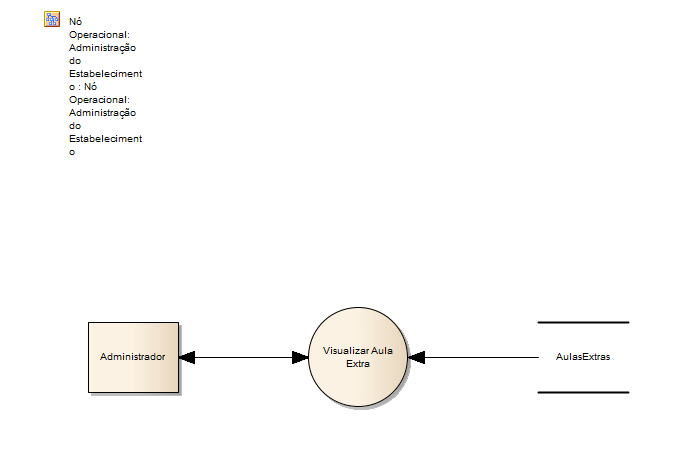 Nó
Operacional:
Administração
do
Estabeleciment
o : Nó
Operacional:
Administração
do
Estabeleciment
o
Administrador
Visualizar Aula
Extra
AulasExtras